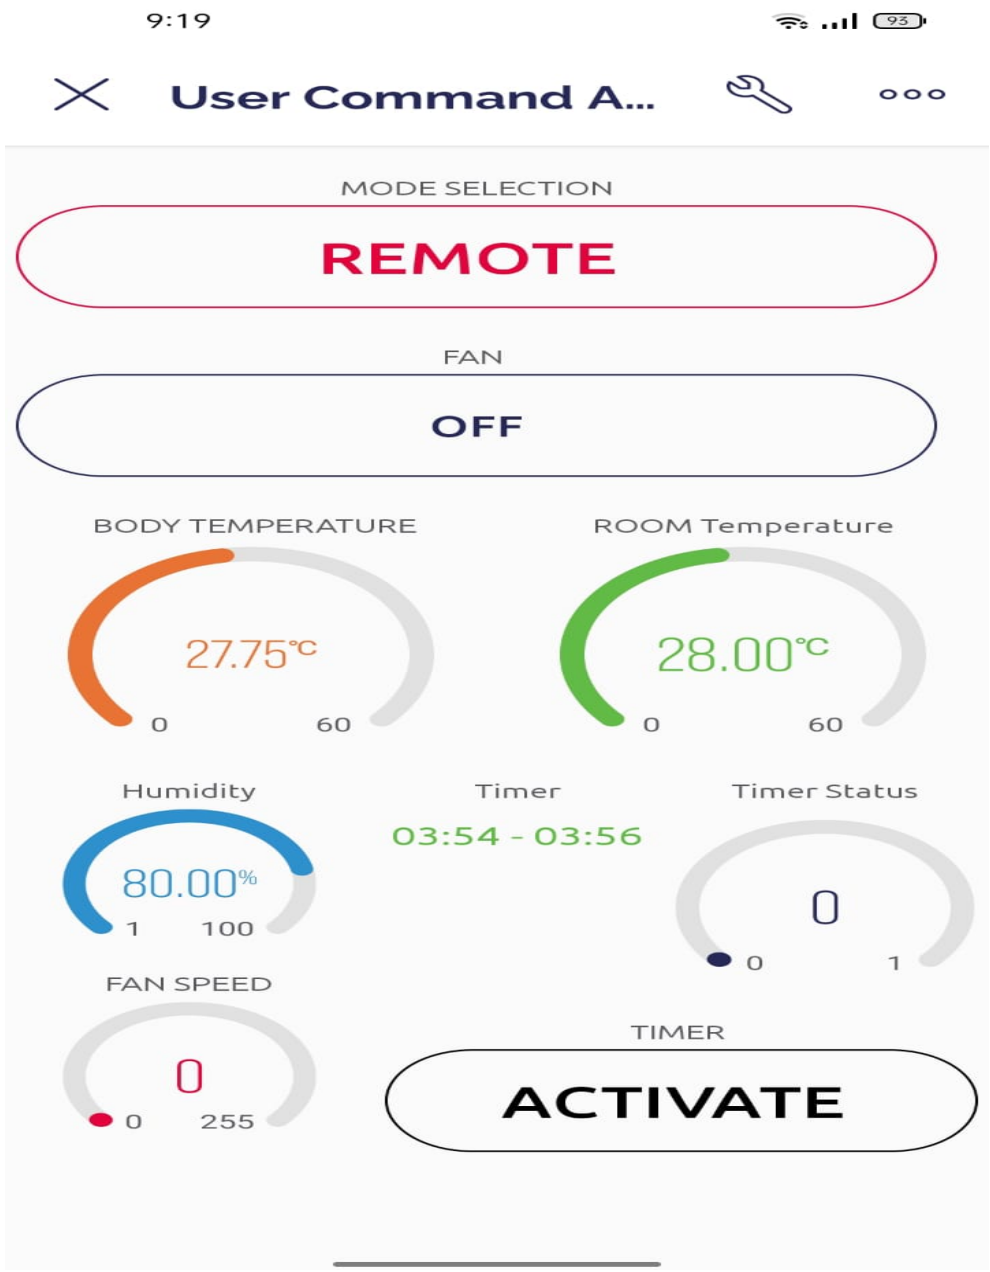 9:19 93
User Command A...
MODE SELECTION
REMOTE
FAN
OFF
BODY TEMPERATURE ROOM Temperature
27.75°C 28.00°C
0 60 0 60
Humidity Timer Timer Status
03:54 - 03:56
80.00%
0
1 100
0 1
FAN SPEED
TIMER
0
ACTIVATE
0 255